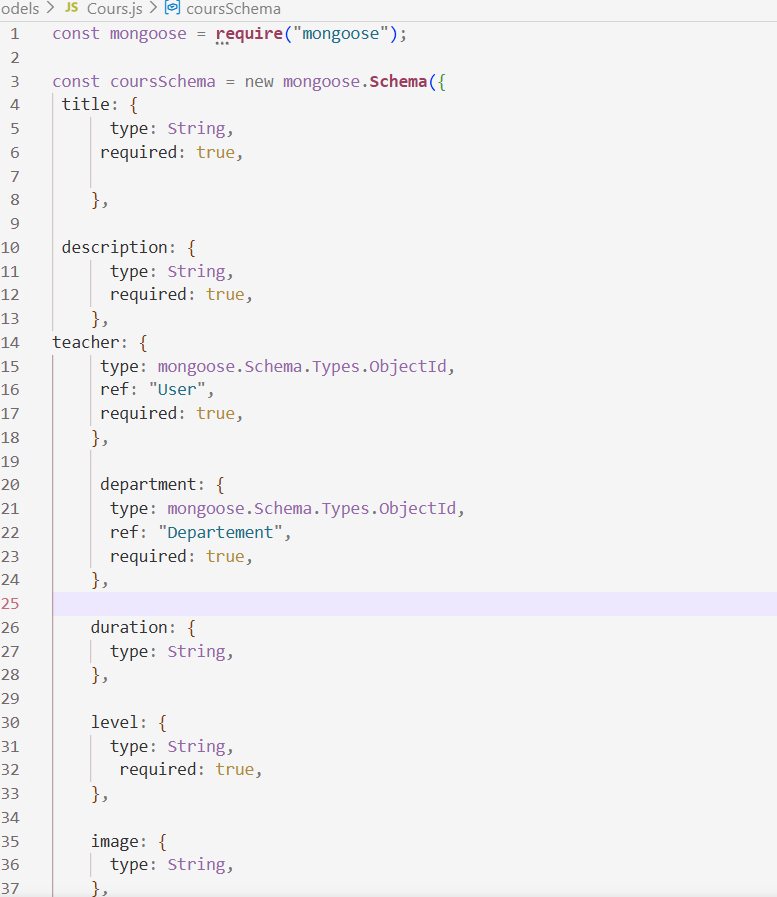 odels > JS Cours.js > coursSchema
1 const mongoose = require("mongoose");
2
3 const coursSchema = new mongoose.Schema({
4 title: {
5 type: String,
6 required: true,
7
8 },
9
10 description: {
11 type: String,
12 required: true,
13 },
14 teacher: {
15 type: mongoose.Schema.Types.ObjectId,
16 ref: "User",
17 required: true,
18 },
19
20 department: {
21 type: mongoose.Schema.Types.ObjectId,
22 ref: "Departement",
23 required: true,
24 },
25
26 duration: {
27 type: String,
28 },
29
30 level: {
31 type: String,
32 required: true,
33 },
34
35 image: {
36 type: String,
37 },